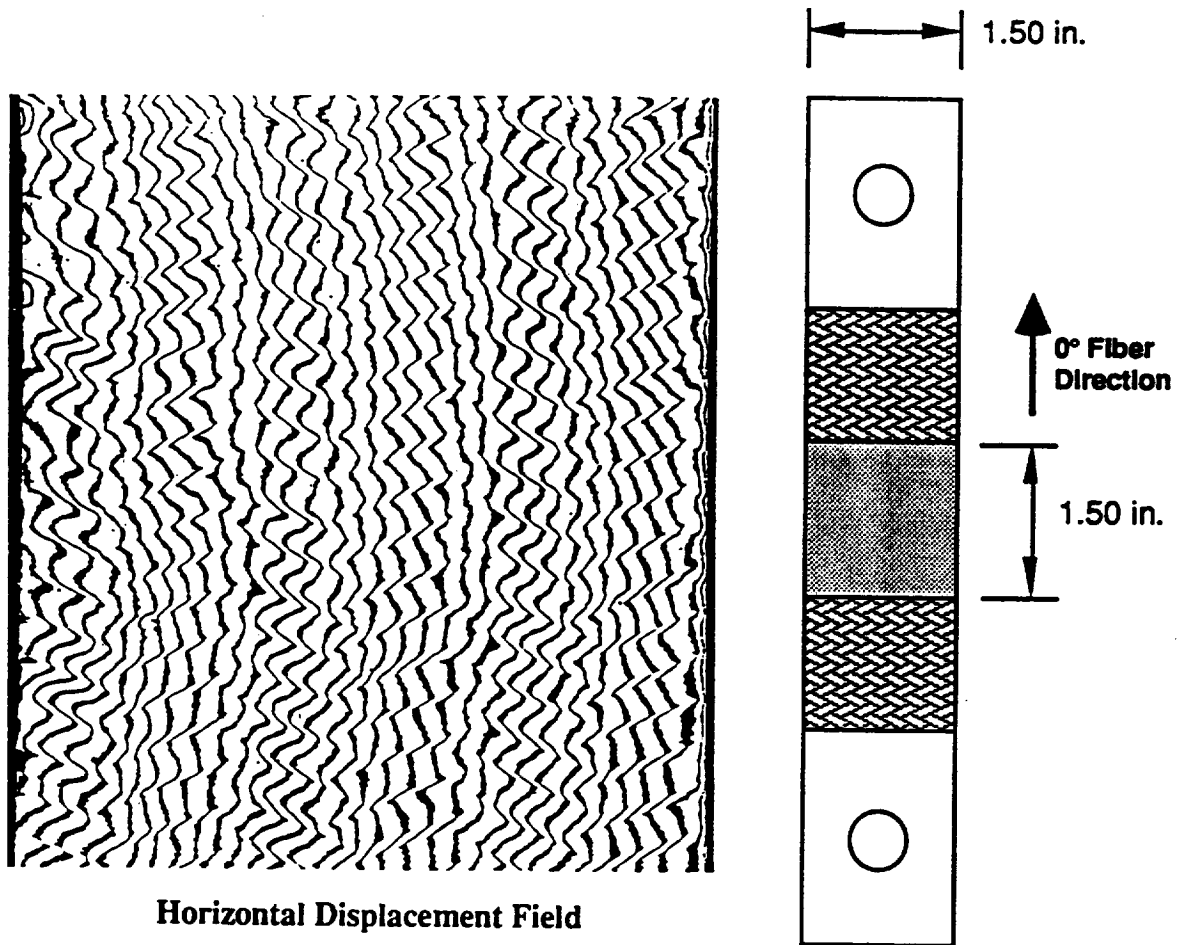 1.50 in.
0° Fiber
Direction
1.50 in.
Horizontal Displacement Field